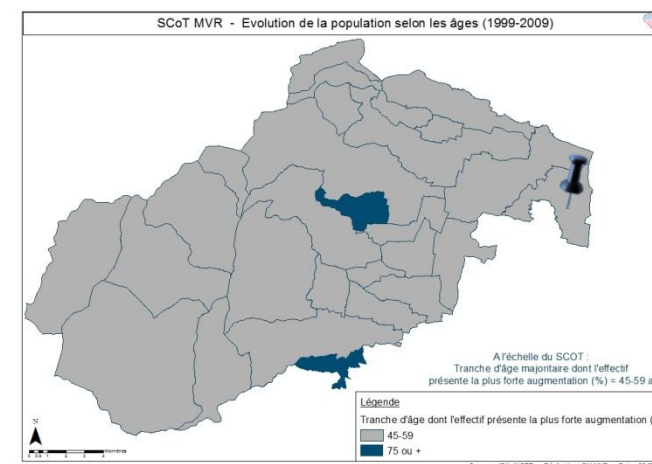 SCoT MVR - Evolution de la population selon les âges (1999-2009)
A l'échelle du SCOT :
Tranche d'âge majoritaire dont l'effectif
présente la plus forte augmentation (%) = 45-59 a
Légende
Tranche d'âge dont l'effectif présente la plus forte augmentation (
45-59
75 ou +
N